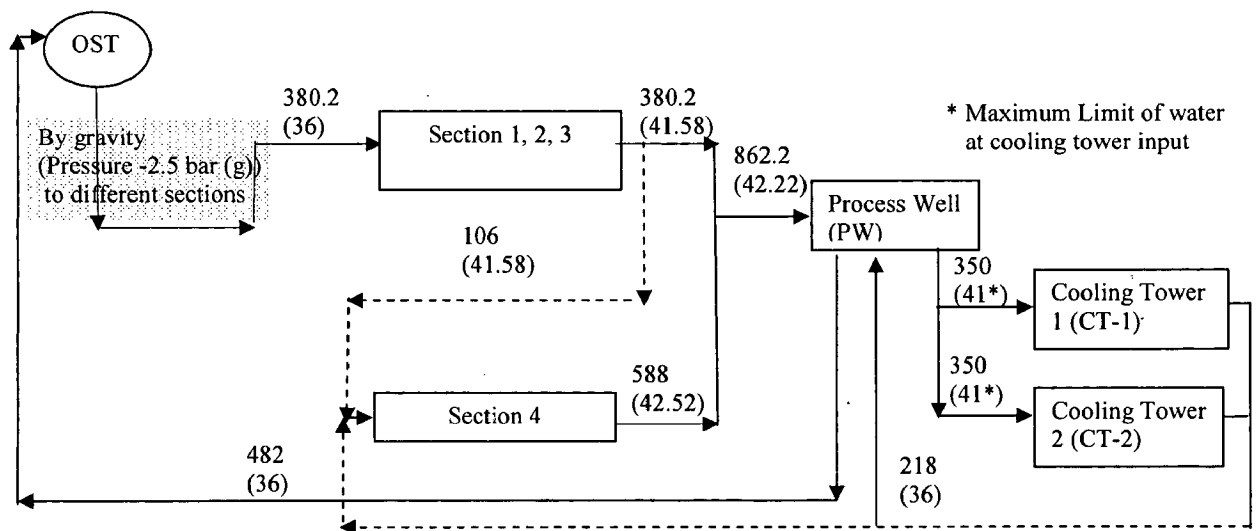 OST
By gravity
(Pressure -2.5 bar (g))
to different sections
380.2
(36)
Section 1, 2, 3
380.2
(41.58)
* Maximum Limit of water
at cooling tower input
862.2
(42.22)
Process Well
(PW)
106
(41.58)
350
(41*)
Cooling Tower
1 (CT-1)
588
(42.52)
Section 4
350
(41*)
Cooling Tower
2 (CT-2)
482
(36)
218
(36)